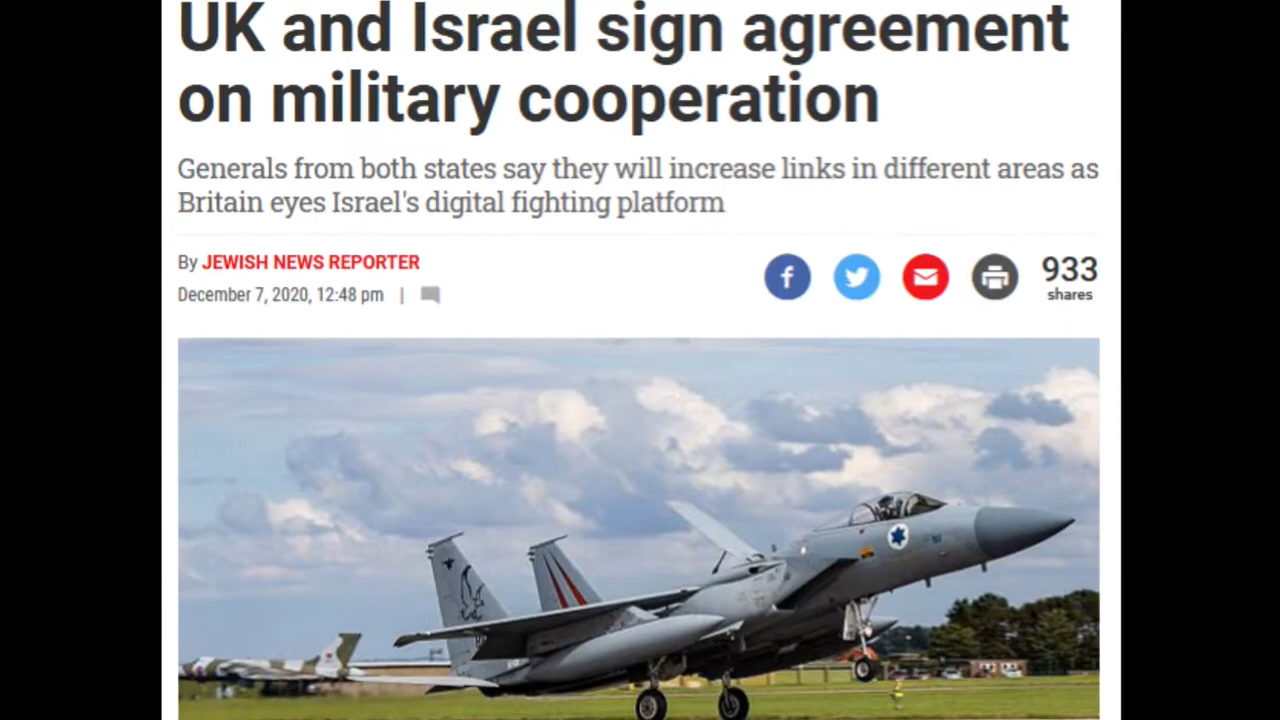 UK and Israel sign agreement
on military cooperation
Generals from both states say they will increase links in different areas as
Britain eyes Israel's digital fighting platform
By JEWISH NEWS REPORTER
December 7, 2020, 12:48 pm |
933
shares